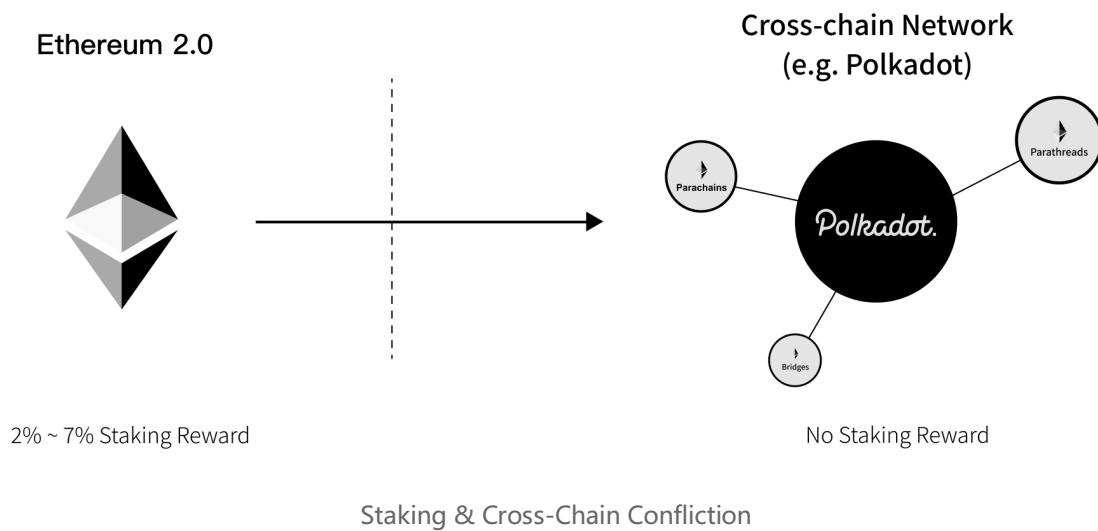 Ethereum 2.0
Cross-chain Network
(e.g. Polkadot)
Parachains
Parathreads
Polkadot.
Bridges
2% ~ 7% Staking Reward
No Staking Reward
Staking & Cross-Chain Confliction